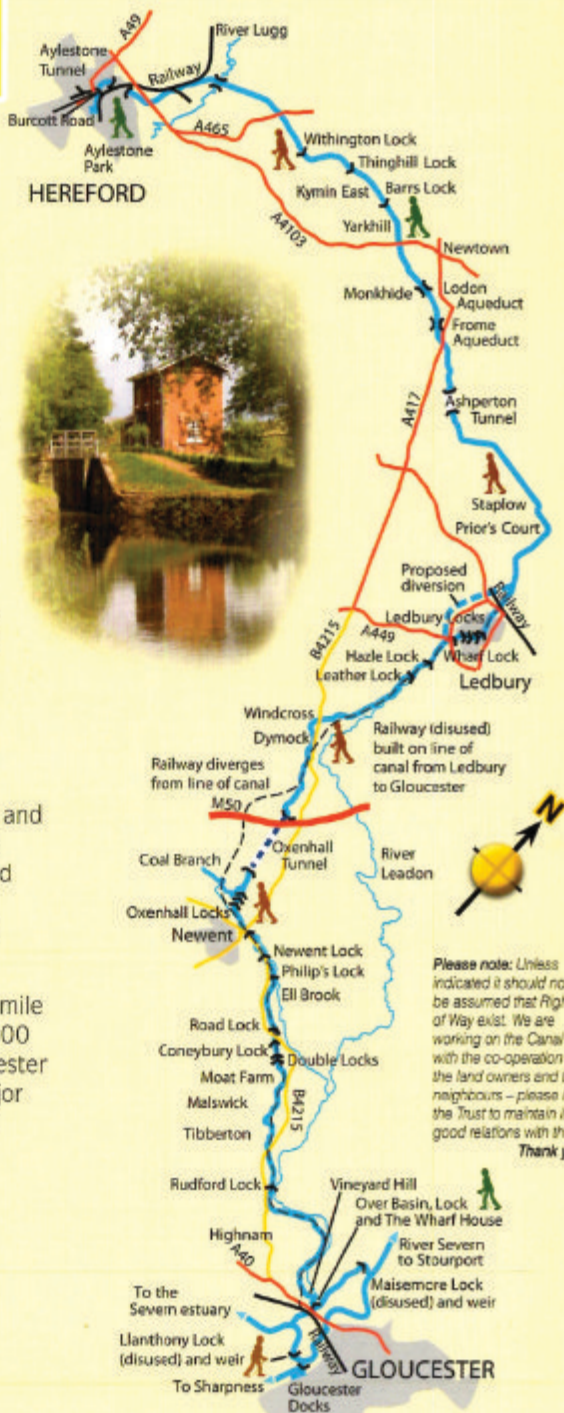 A49
Aylestone
Tunnel
River Lugg
Railway
Burcott Road
Aylestone
Park
A465
HEREFORD
Withington Lock
Thinghill Lock
Kymin East
Barrs Lock
Yarkhill
A4103
Newtown
Monkhide
Lodon
Aqueduct
Frome
Aqueduct
A417
Ashperton
Tunnel
Staplow
Prior's Court
Proposed
diversion
Railway
Ledbury Locks
B4215
A449
Hazle Lock
Wharf Lock
Leather Lock
Ledbury
Windcross
Dymock
Railway (disused)
built on line of
canal from Ledbury
to Gloucester
Railway diverges
from line of canal
M50
and
Coal Branch
Oxenhall
Tunnel
River
Leadon
N
Oxenhall Locks
Newent
Newent Lock
Philip's Lock
Ell Brook
mile
Road Lock
Coneybury Lock
Double Locks
Moat Farm
Malswick
B4215
Tibberton
Please note: Unless
indicated it should
be assumed that
of Way exist. We are
working on the Canal
with the co-operation
the land owners and
neighbours – please
the Trust to maintain
good relations with
Thank
Rudford Lock
Vineyard Hill
Over Basin, Lock
and The Wharf House
Highnam
A40
River Severn
to Stourport
To the
Severn estuary
Maisemore Lock
(disused) and weir
Llanthony Lock
(disused) and weir
Railway
GLOUCESTER
To Sharpness
Gloucester
Docks